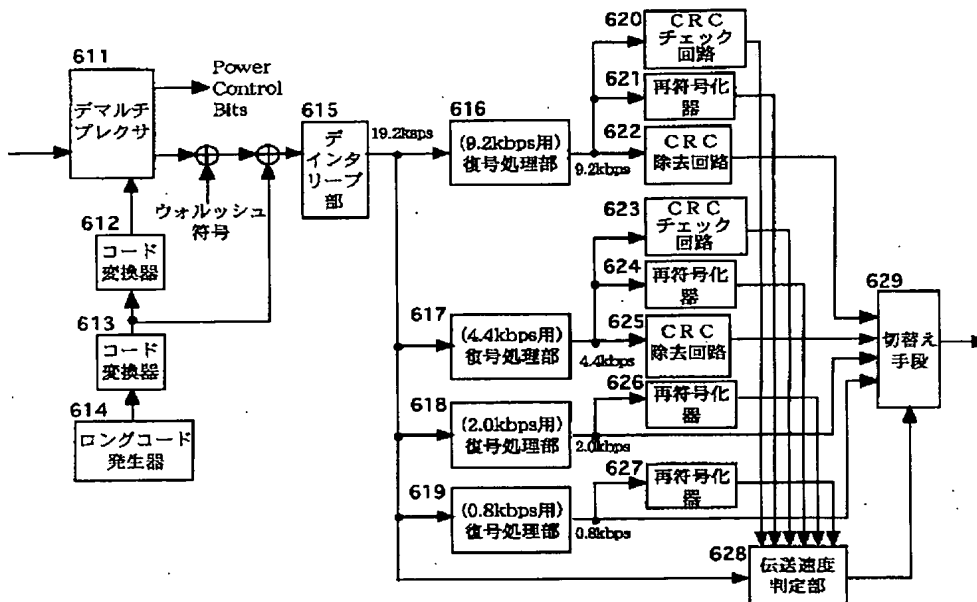 611
デマルチ
プレクサ
Power
Control
Bits
612
コード
変換器
613
コード
変換器
614
ロングコード
発生器
ウォルッシュ
符号
615
デ
インタ
リーブ
部
19.2ksps
616
(9.2kbps用)
復号処理部
9.2kbps
617
(4.4kbps用)
復号処理部
4.4kbps
618
(2.0kbps用)
復号処理部
2.0kbps
619
(0.8kbps用)
復号処理部
0.8kbps
620
CRC
チェック
回路
621
再符号化
器
622
CRC
除去回路
623
CRC
チェック
回路
624
再符号化
器
625
CRC
除去回路
626
再符号化
器
627
再符号化
器
628
伝送速度
判定部
629
切替え
手段